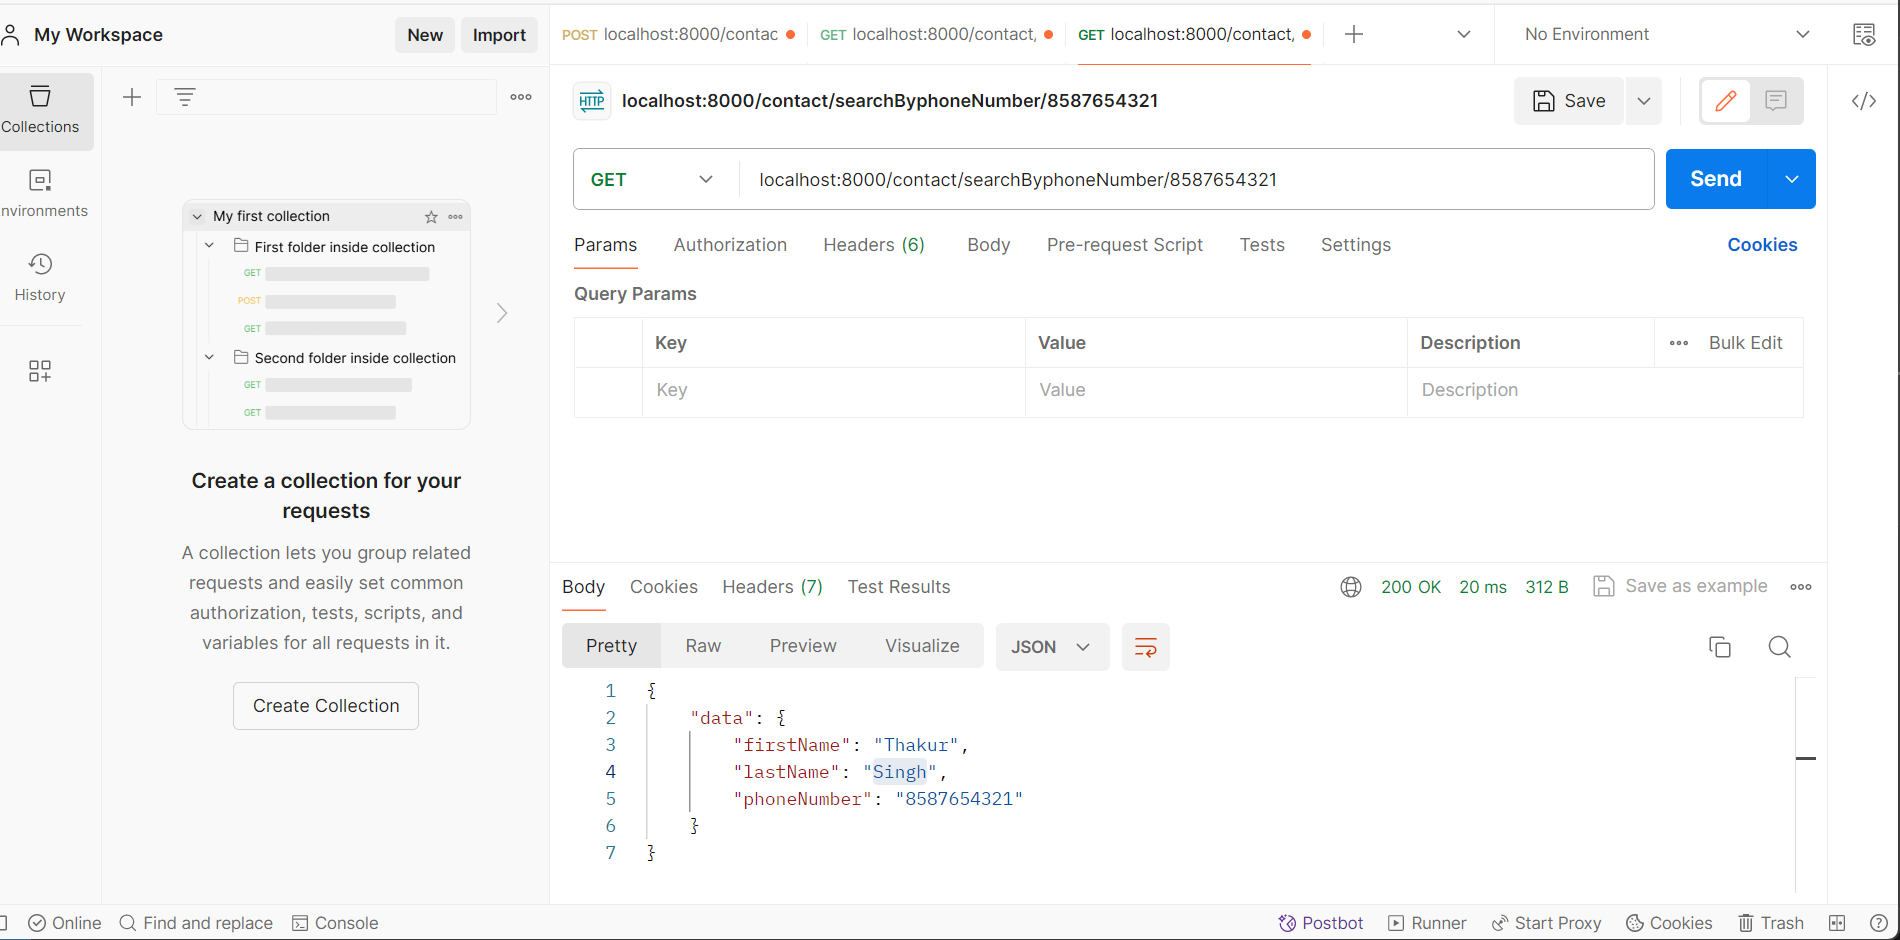 My Workspace
New
Import
POST localhost:8000/contac
GET localhost:8000/contact,
GET localhost:8000/contact,
No Environment
Collections
nvironments
History
My first collection
First folder inside collection
GET
POST
GET
Second folder inside collection
GET
GET
Create a collection for your
requests
A collection lets you group related
requests and easily set common
authorization, tests, scripts, and
variables for all requests in it.
Create Collection
HTTP localhost:8000/contact/searchByphoneNumber/8587654321
Save
GET localhost:8000/contact/searchByphoneNumber/8587654321
Send
Params Authorization Headers (6) Body Pre-request Script Tests Settings Cookies
Query Params
Key Value Description Bulk Edit
Key Value Description
Body Cookies Headers (7) Test Results 200 OK 20 ms 312 B Save as example
Pretty Raw Preview Visualize JSON
1 {
2 "data": {
3 "firstName": "Thakur",
4 "lastName": "Singh",
5 "phoneNumber": "8587654321"
6 }
7 }
Online Find and replace Console Postbot Runner Start Proxy Cookies Trash